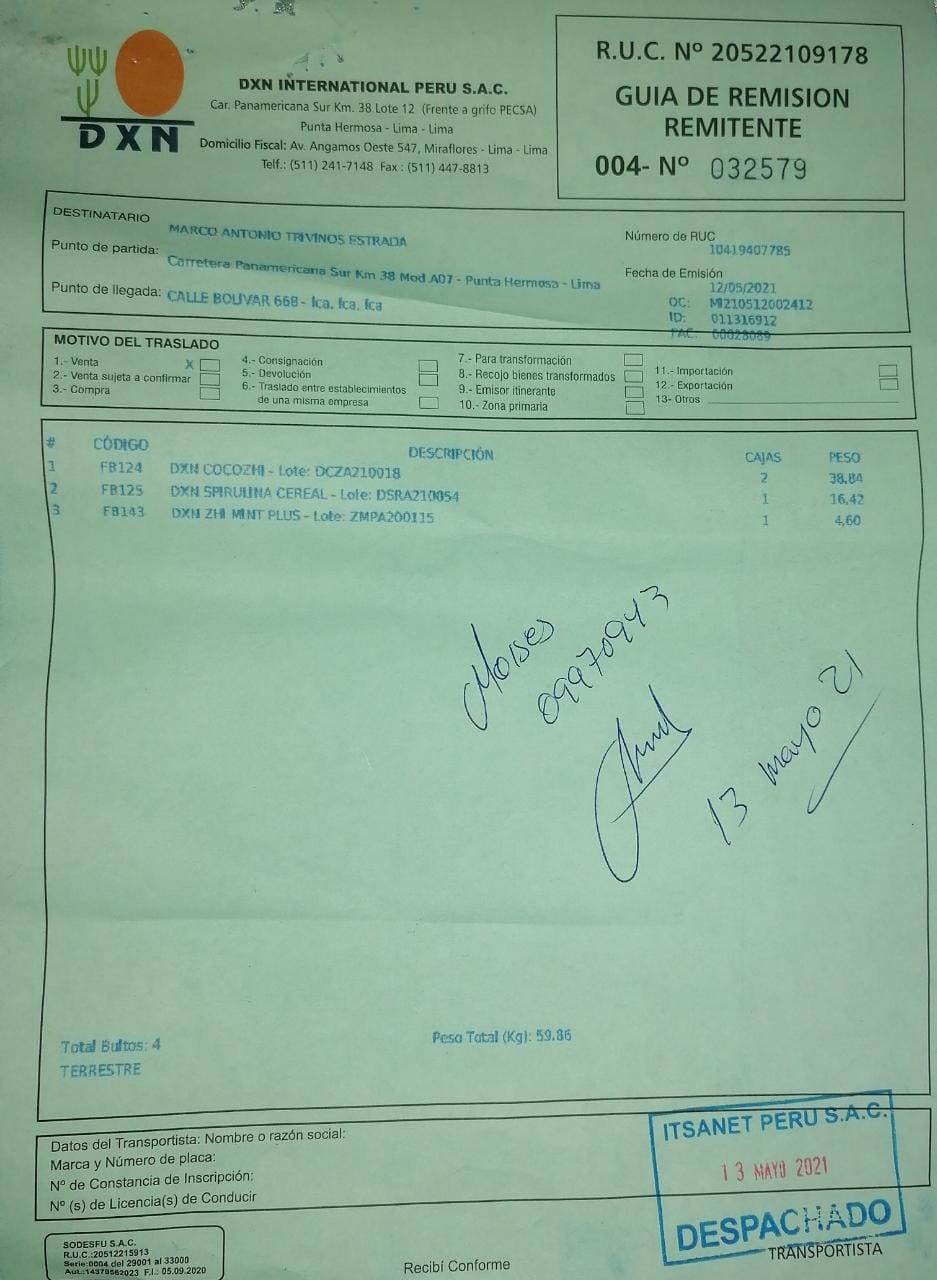 DXN
DXN INTERNATIONAL PERU S.A.C.
Car. Panamericana Sur Km. 38 Lote 12 (Frente a grifo PECSA)
Punta Hermosa - Lima - Lima
Domicilio Fiscal: Av. Angamos Oeste 547, Miraflores - Lima - Lima
Telf.: (511) 241-7148 Fax : (511) 447-8813
R.U.C. Nº 20522109178
GUIA DE REMISION
REMITENTE
004- Nº 032579
DESTINATARIO MARCO ANTONIO TRIVINOS ESTRADA
Punto de partida: Carretera Panamericana Sur Km 38 Mod A07 - Punta Hermosa - Lima
Punto de llegada: CALLE BOLIVAR 668 - Ica, Ica, Ica
Número de RUC
10419407785
Fecha de Emisión
12/05/2021
OC: MI210512002412
ID: 011316912
FAC: 00028089
MOTIVO DEL TRASLADO
1.- Venta X
2.- Venta sujeta a confirmar
3.- Compra
4.- Consignación
5.- Devolución
6.- Traslado entre establecimientos
de una misma empresa
7.- Para transformación
8.- Recojo bienes transformados
9.- Emisor itinerante
10.- Zona primaria
11.- Importación
12.- Exportación
13- Otros
# CÓDIGO DESCRIPCIÓN CAJAS PESO
1 FB124 DXN COCOZHI - Lote: DCZA210018 2 38.84
2 FB125 DXN SPIRULINA CEREAL - Lote: DSRA210054 1 16,42
3 FB143 DXN ZHI MINT PLUS - Lote: ZMPA200115 1 4,60
Moises
09970943
13 mayo 21
Total Bultos: 4 Peso Total (Kg): 59.86
TERRESTRE
Datos del Transportista: Nombre o razón social:
Marca y Número de placa:
Nº de Constancia de Inscripción:
Nº (s) de Licencia(s) de Conducir
ITSANET PERU S.A.C.
13 MAYO 2021
DESPACHADO
TRANSPORTISTA
SODESFU S.A.C.
R.U.C.:20512215913
Serie:0004 del 29001 al 33000
Aut.:14379562023 F.I.: 05.09.2020
Recibí Conforme